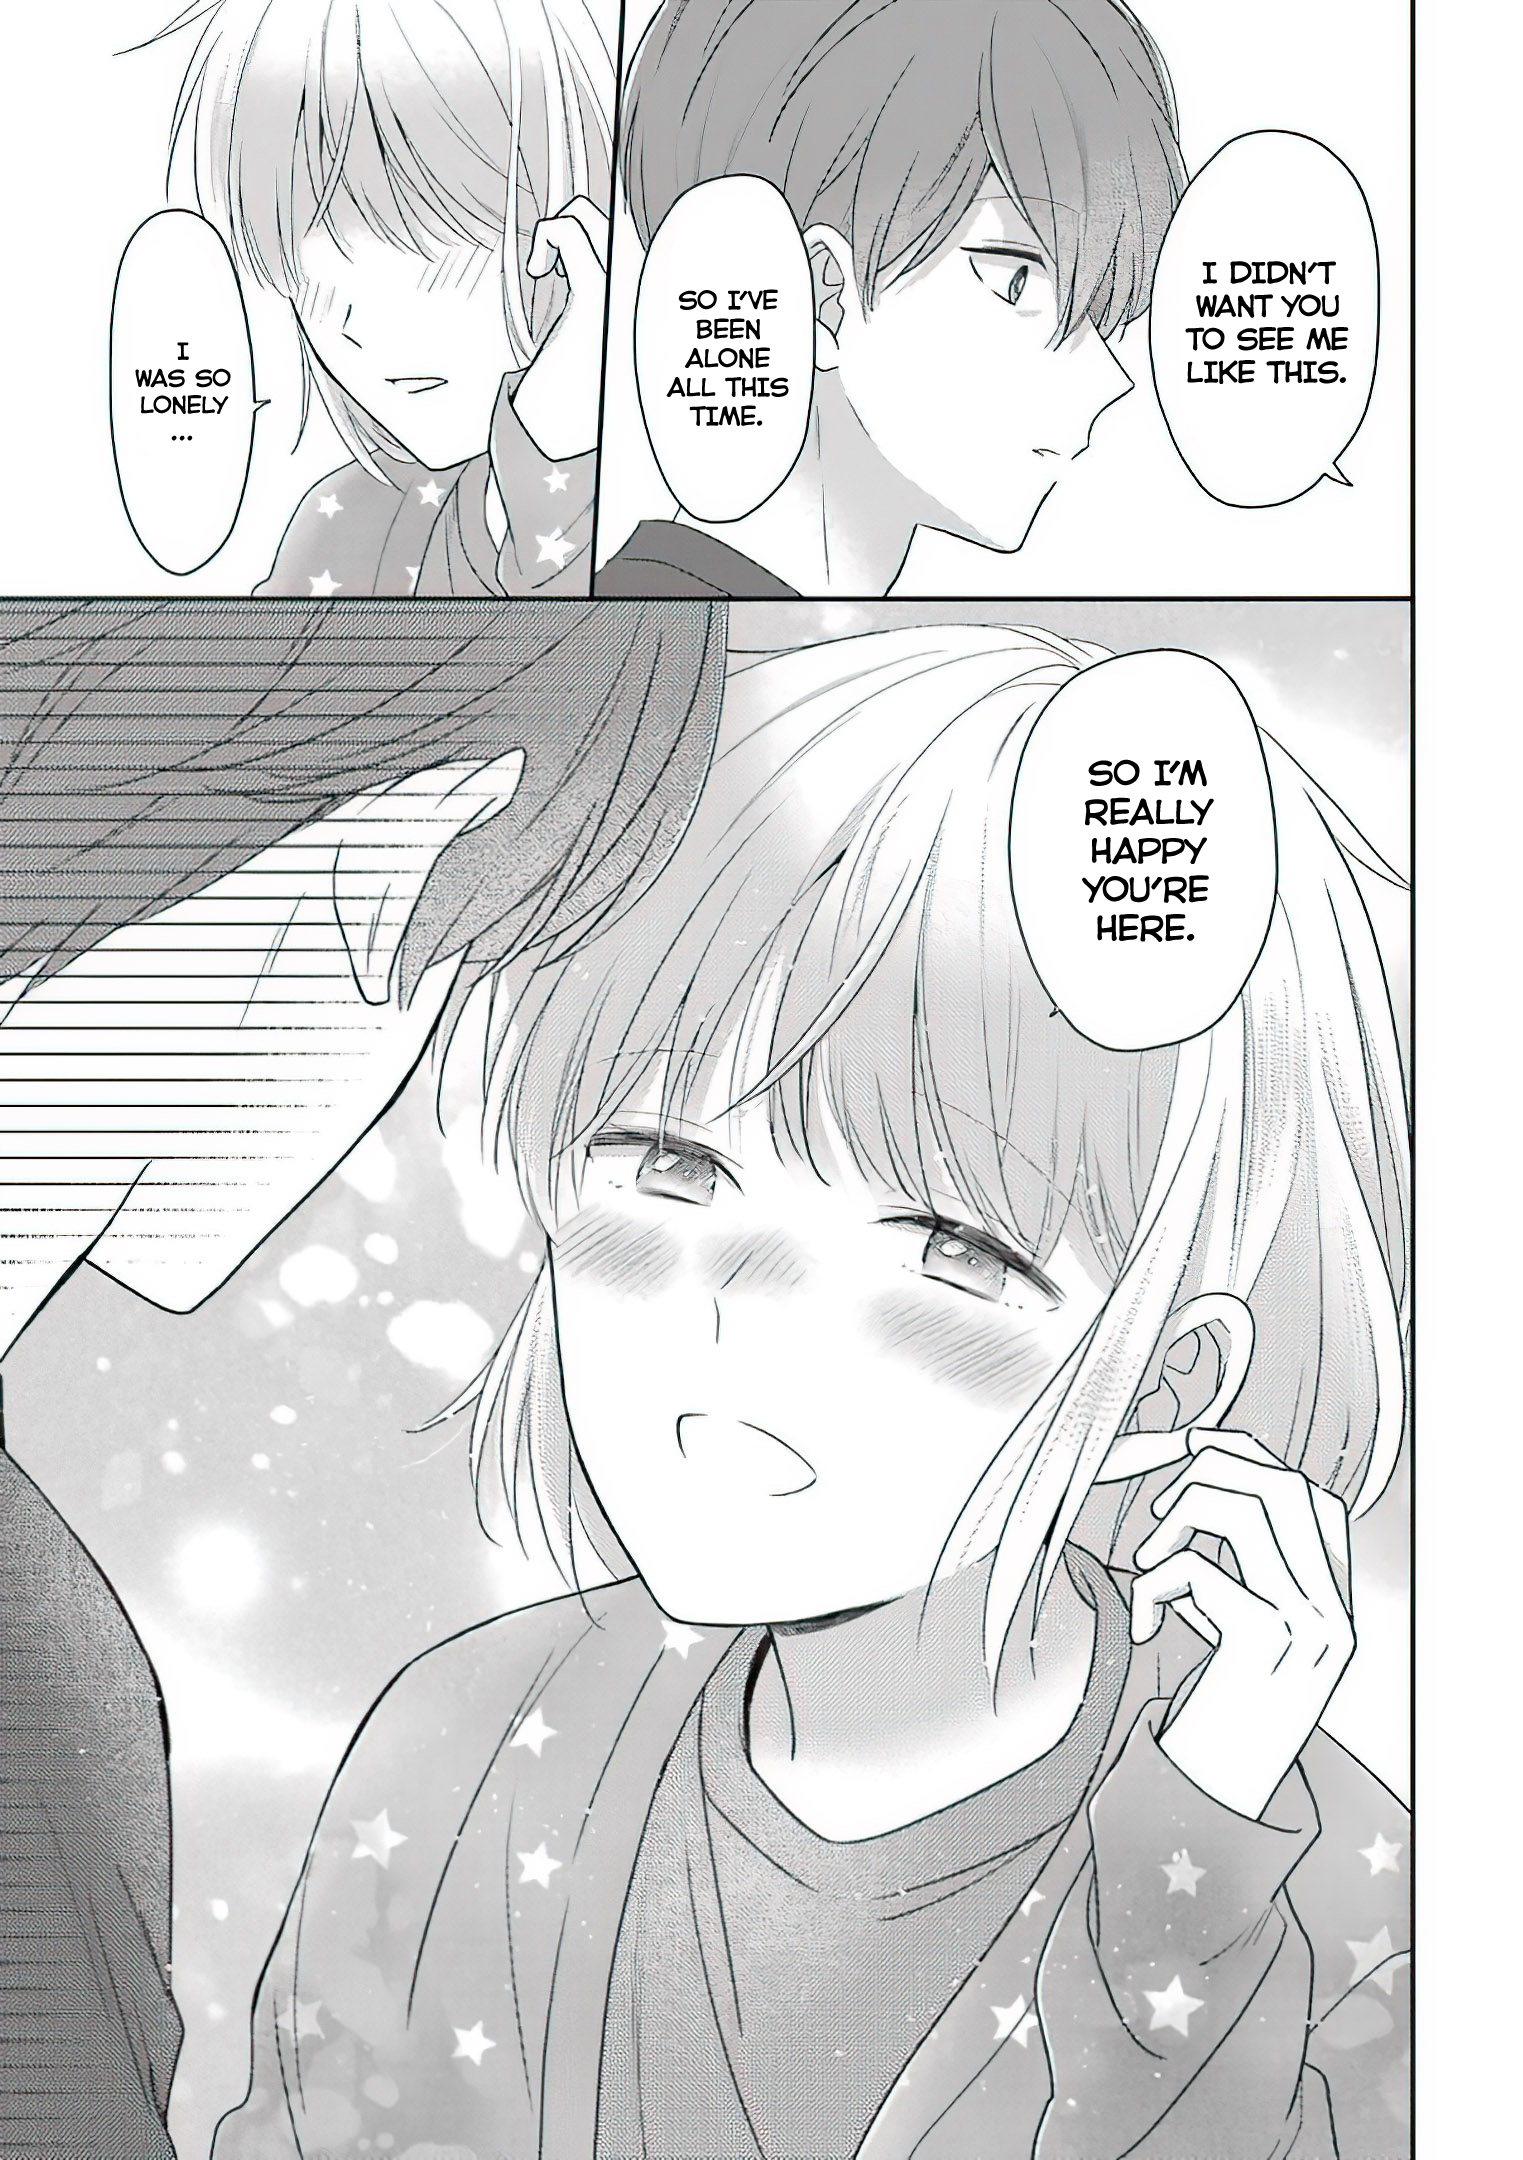 I DIDN'T
WANT YOU
TO SEE ME
LIKE THIS.
SO I'VE
BEEN
ALONE
ALL THIS
TIME.
I
WAS SO
LONELY
...
SO I'M
REALLY
HAPPY
YOU'RE
HERE.